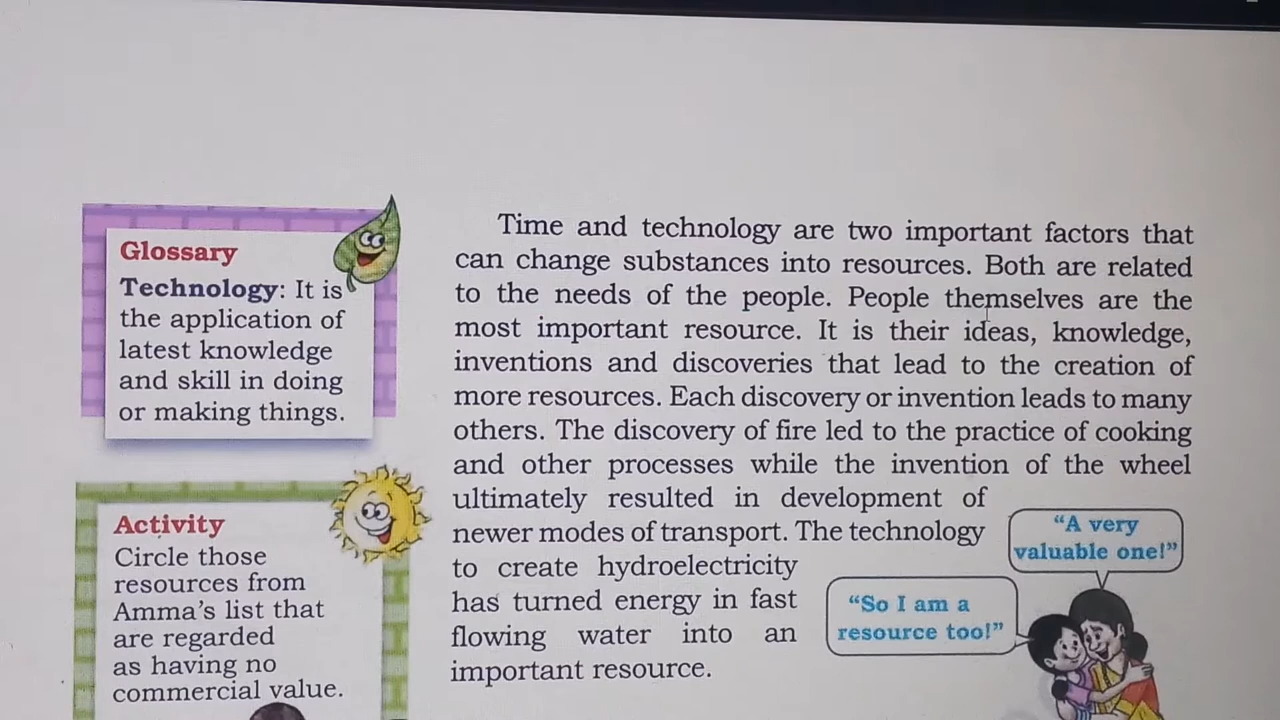 Glossary
Technology: It is
the application of
latest knowledge
and skill in doing
or making things.
Activity
Circle those
resources from
Amma's list that
are regarded
as having no
commercial value.
Time and technology are two important factors that
can change substances into resources. Both are related
to the needs of the people. People themselves are the
most important resource. It is their ideas, knowledge,
inventions and discoveries that lead to the creation of
more resources. Each discovery or invention leads to many
others. The discovery of fire led to the practice of cooking
and other processes while the invention of the wheel
ultimately resulted in development of
newer modes of transport. The technology
to create hydroelectricity
has turned energy in fast
flowing water into an
important resource.
"A very
valuable one!"
"So I am a
resource too!"